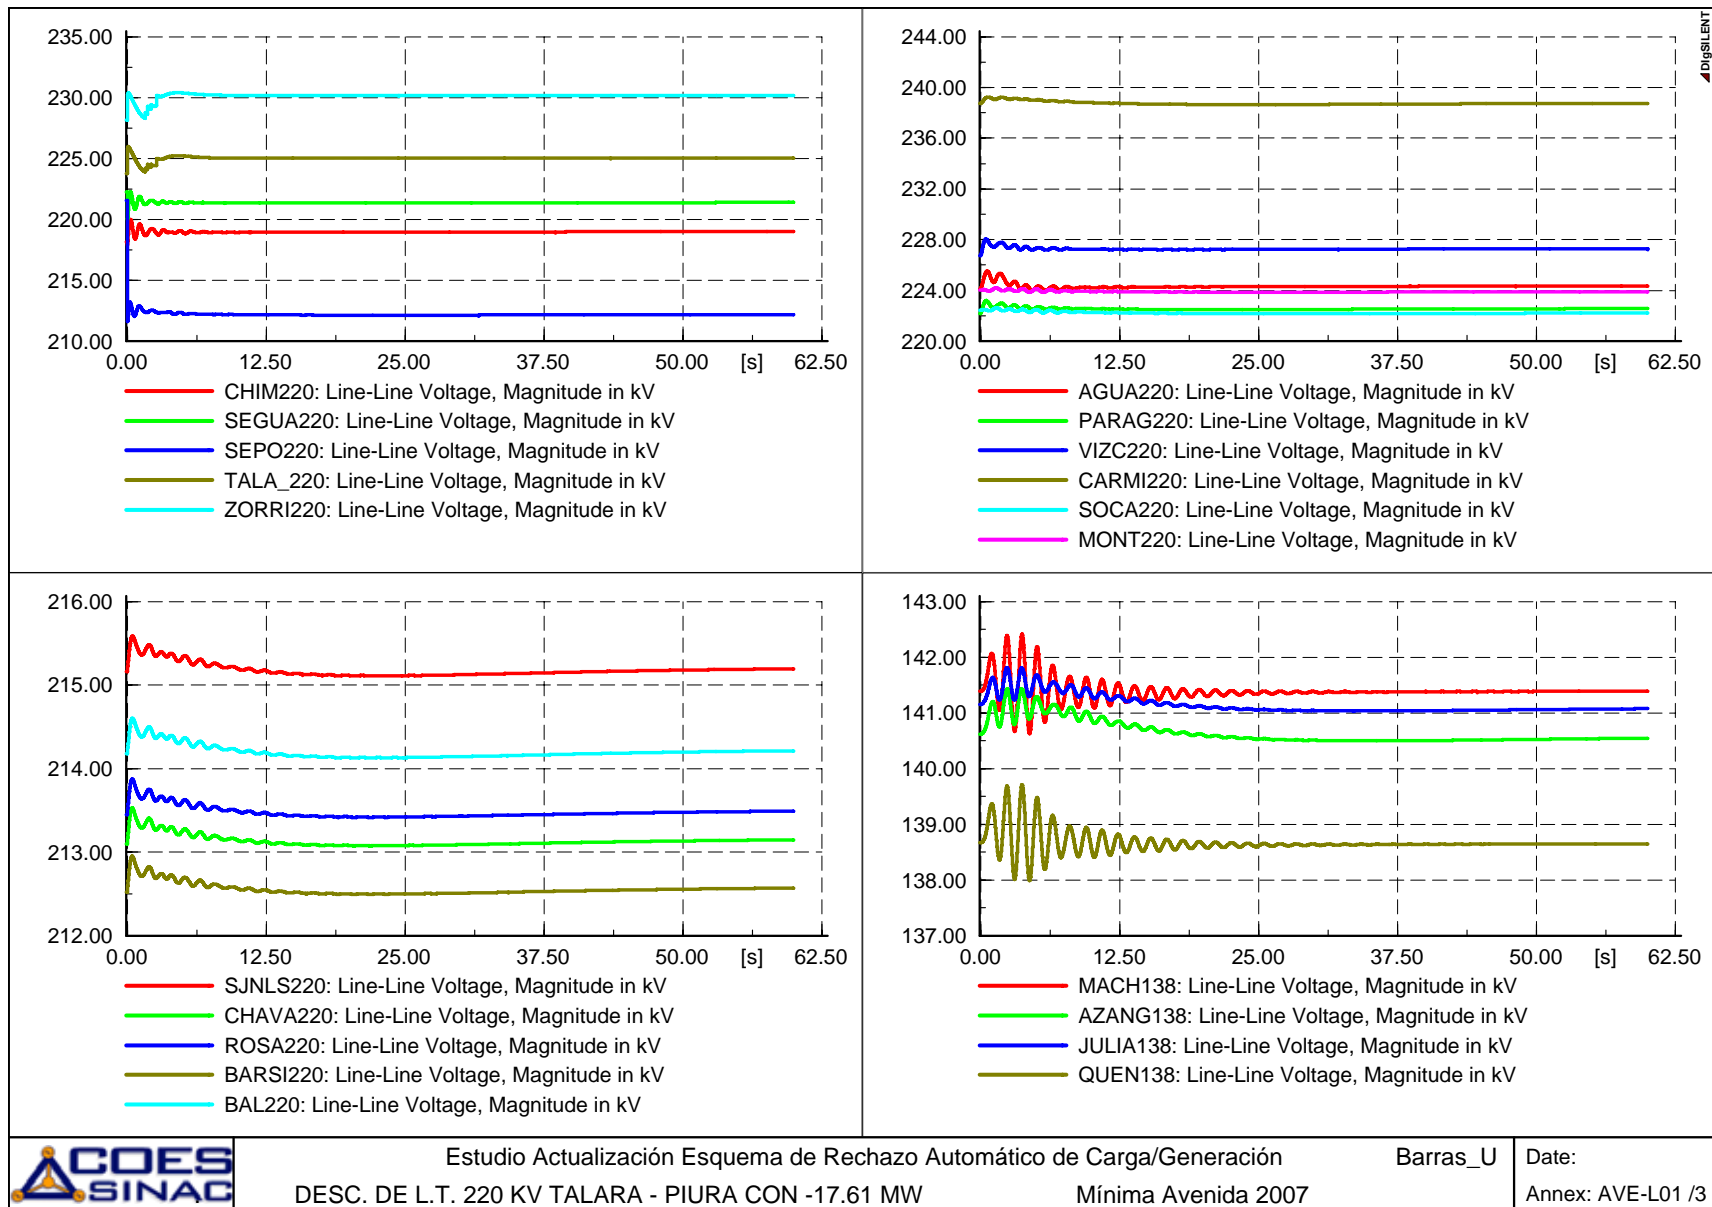 235.00
230.00
225.00
220.00
215.00
210.00
0.00 12.50 25.00 37.50 50.00 [s] 62.50
CHIM220: Line-Line Voltage, Magnitude in kV
SEGUA220: Line-Line Voltage, Magnitude in kV
SEPO220: Line-Line Voltage, Magnitude in kV
TALA_220: Line-Line Voltage, Magnitude in kV
ZORRI220: Line-Line Voltage, Magnitude in kV
244.00
240.00
236.00
232.00
228.00
224.00
220.00
0.00 12.50 25.00 37.50 50.00 [s] 62.50
AGUA220: Line-Line Voltage, Magnitude in kV
PARAG220: Line-Line Voltage, Magnitude in kV
VIZC220: Line-Line Voltage, Magnitude in kV
CARMI220: Line-Line Voltage, Magnitude in kV
SOCA220: Line-Line Voltage, Magnitude in kV
MONT220: Line-Line Voltage, Magnitude in kV
DIgSILENT
216.00
215.00
214.00
213.00
212.00
0.00 12.50 25.00 37.50 50.00 [s] 62.50
SJNLS220: Line-Line Voltage, Magnitude in kV
CHAVA220: Line-Line Voltage, Magnitude in kV
ROSA220: Line-Line Voltage, Magnitude in kV
BARSI220: Line-Line Voltage, Magnitude in kV
BAL220: Line-Line Voltage, Magnitude in kV
143.00
142.00
141.00
140.00
139.00
138.00
137.00
0.00 12.50 25.00 37.50 50.00 [s] 62.50
MACH138: Line-Line Voltage, Magnitude in kV
AZANG138: Line-Line Voltage, Magnitude in kV
JULIA138: Line-Line Voltage, Magnitude in kV
QUEN138: Line-Line Voltage, Magnitude in kV
COES
SINAC
Estudio Actualización Esquema de Rechazo Automático de Carga/Generación Barras_U
DESC. DE L.T. 220 KV TALARA - PIURA CON -17.61 MW Mínima Avenida 2007
Date:
Annex: AVE-L01 /3